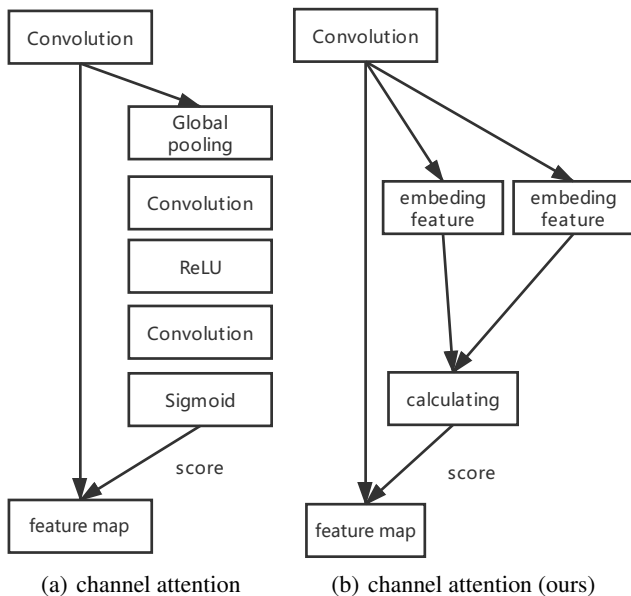 Convolution
Global
pooling
Convolution
ReLU
Convolution
Sigmoid
score
feature map
(a) channel attention
Convolution
embeding
feature
embeding
feature
calculating
score
feature map
(b) channel attention (ours)